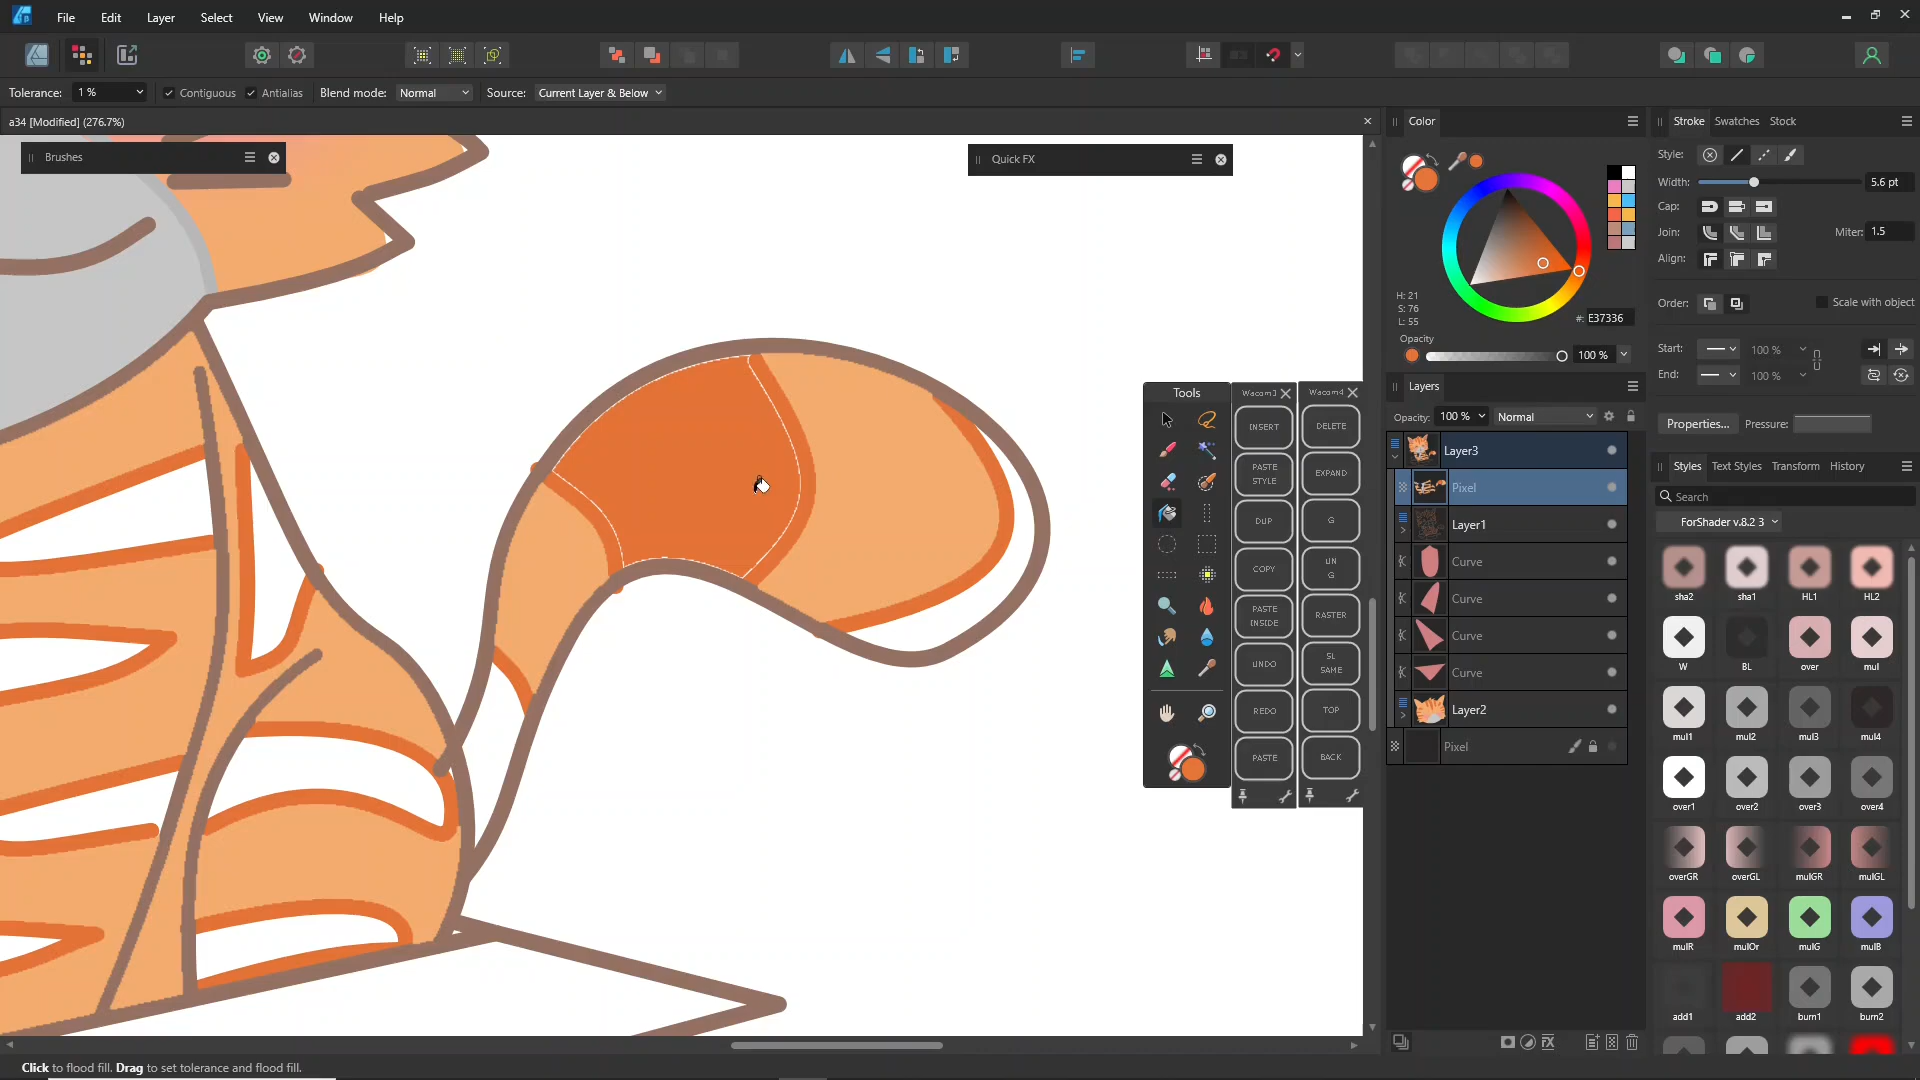 File Edit Layer Select View Window Help
Tolerance: 1 % Contiguous Antialias Blend mode: Normal Source: Current Layer & Below
a34 [Modified] (276.7%)
Brushes
Quick FX
Color
H: 21
S: 76
L: 55
#: E37336
Opacity
100 %
Stroke Swatches Stock
Style:
Width: 5.6 pt
Cap:
Join: Miter: 1.5
Align:
Order: Scale with object
Start: 100 %
End: 100 %
Properties... Pressure:
Layers
Opacity: 100 % Normal
Layer3
Pixel
Layer1
Curve
Curve
Curve
Curve
Layer2
Pixel
Styles Text Styles Transform History
Search
ForShader v.8.2 3
sha2 sha1 HL1 HL2
W BL over mul
mul1 mul2 mul3 mul4
over1 over2 over3 over4
overGR overGL mulGR mulGL
mulR mulOr mulG mulB
add1 add2 burn1 burn2
Tools
Wacom3
INSERT
PASTE
STYLE
DUP
COPY
PASTE
INSIDE
UNDO
REDO
PASTE
Wacom4
DELETE
EXPAND
G
UN
G
RASTER
SL
SAME
TOP
BACK
Click to flood fill. Drag to set tolerance and flood fill.